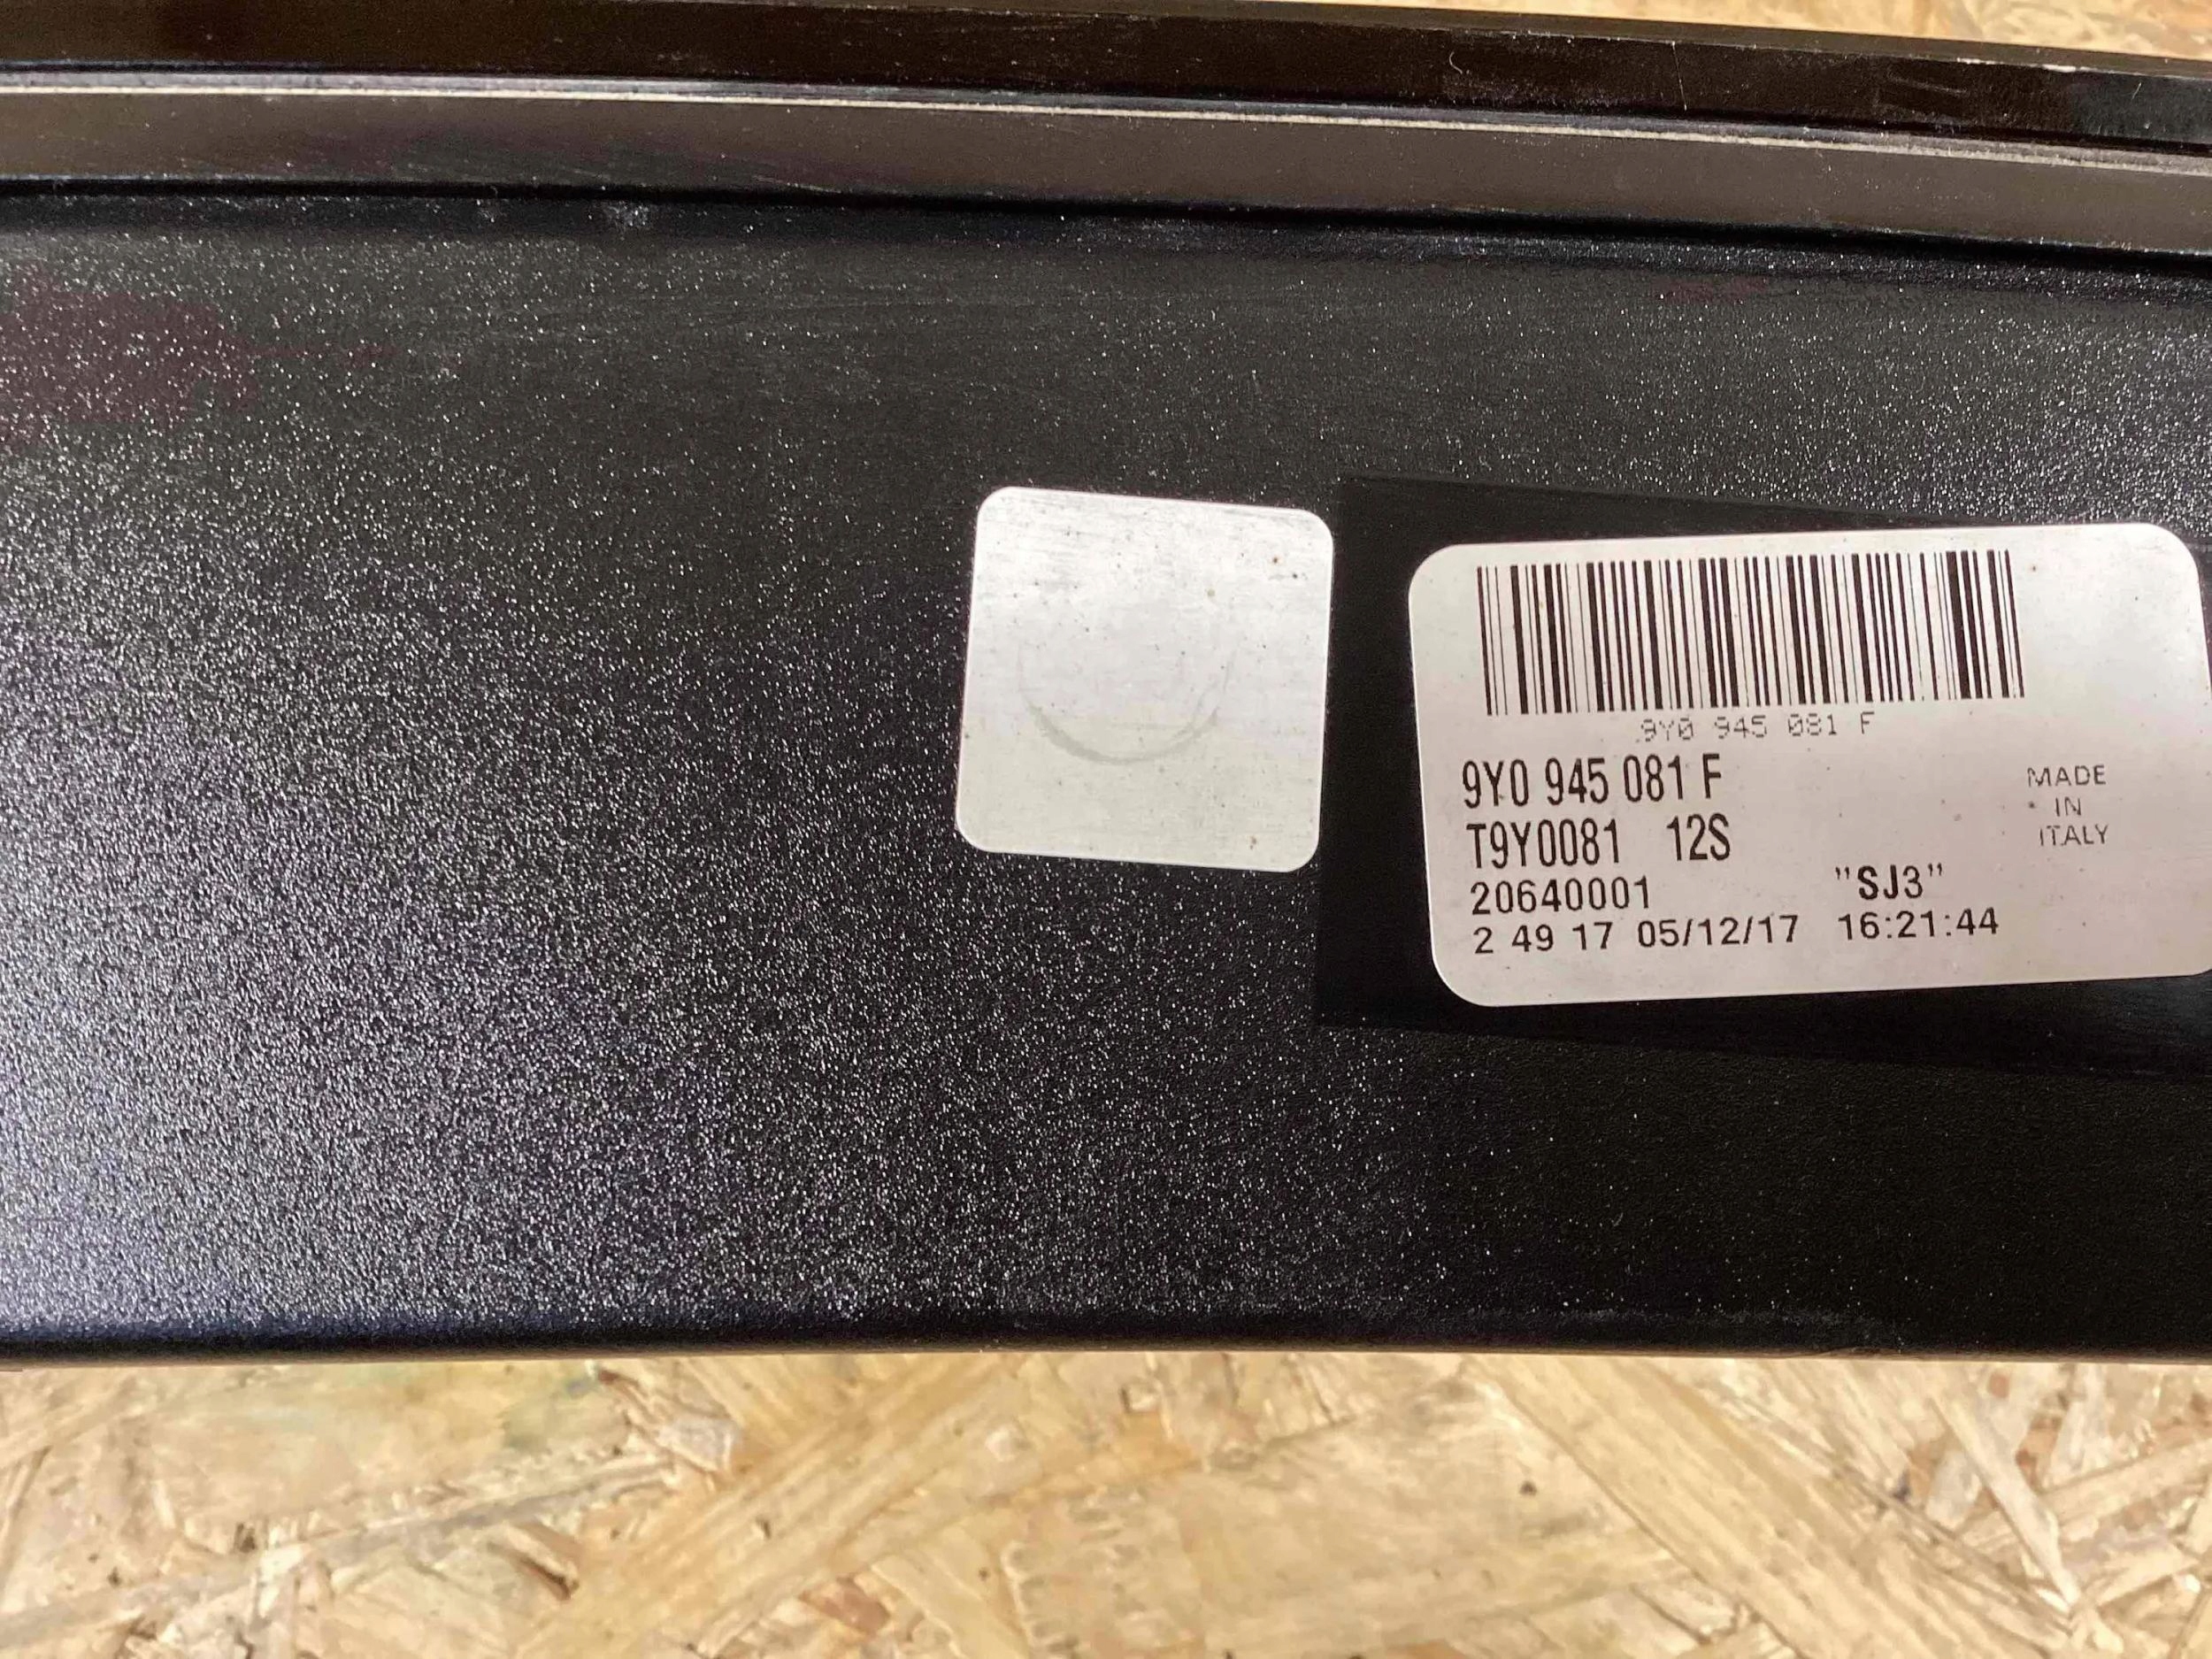 9Y0 945 081 F
9Y0 945 081 F
T9Y0081 12S
20640001 "SJ3"
2 49 17 05/12/17 16:21:44
MADE
IN
ITALY